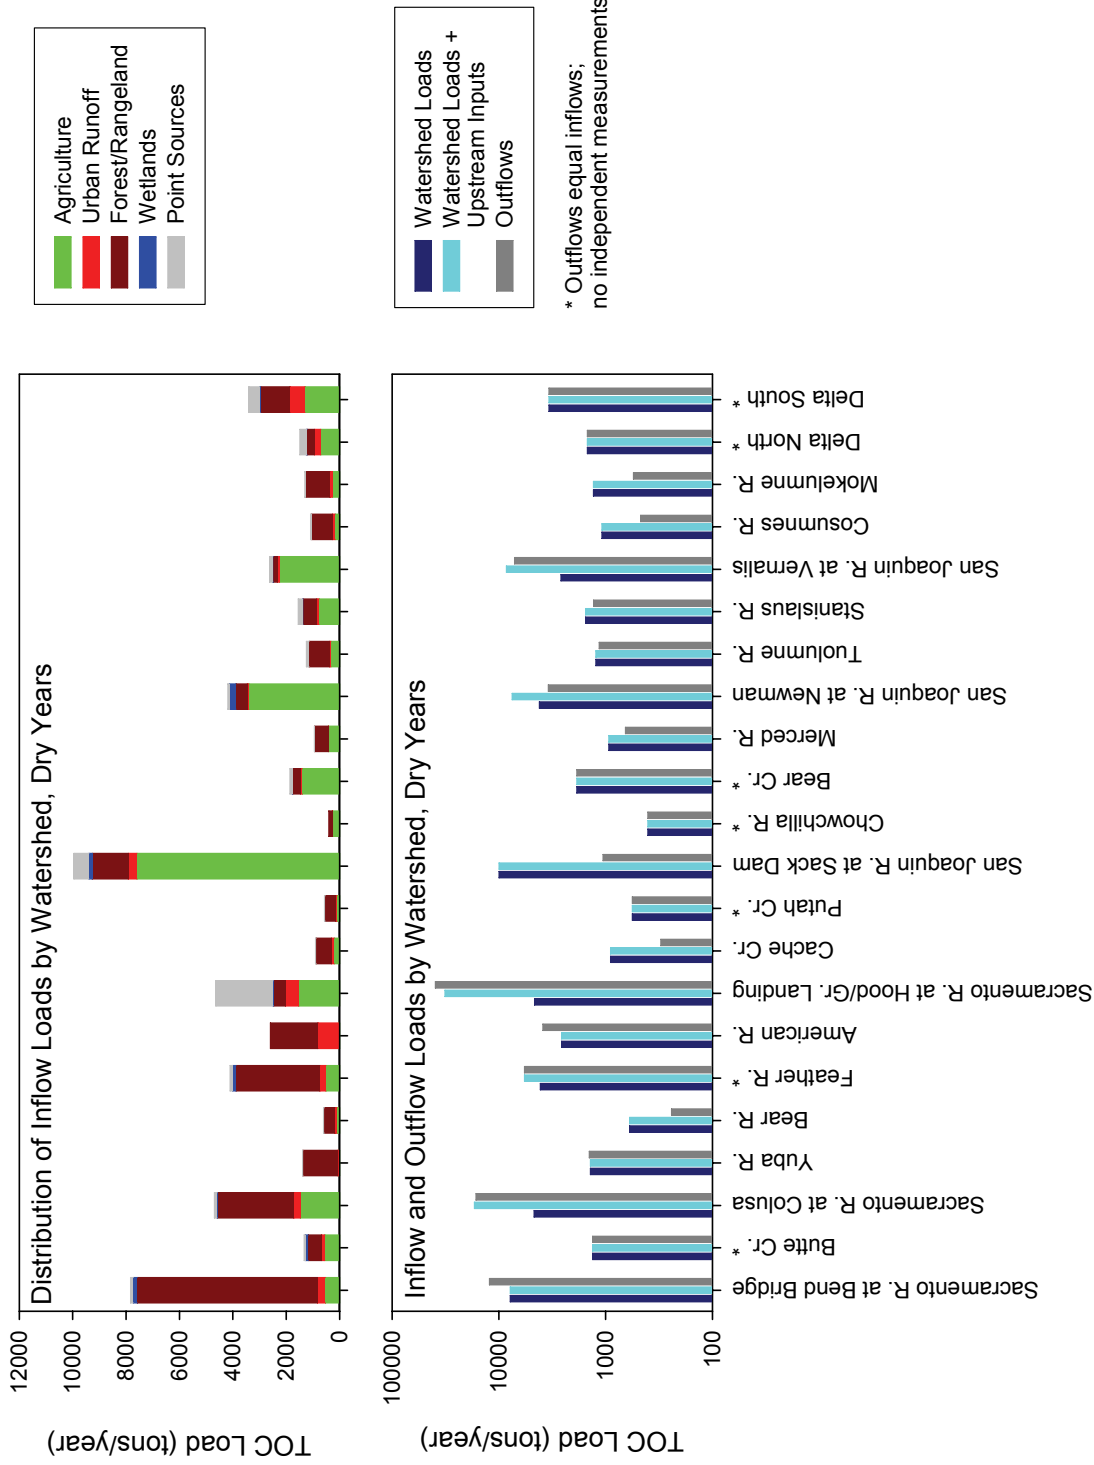 Distribution of Inflow Loads by Watershed, Dry Years
TOC Load (tons/year)
12000
10000
8000
6000
4000
2000
0
Agriculture
Urban Runoff
Forest/Rangeland
Wetlands
Point Sources
Inflow and Outflow Loads by Watershed, Dry Years
TOC Load (tons/year)
100000
10000
1000
100
Sacramento R. at Bend Bridge
Butte Cr. *
Sacramento R. at Colusa
Yuba R.
Bear R.
Feather R. *
American R.
Sacramento R. at Hood/Gr. Landing
Cache Cr.
Putah Cr. *
San Joaquin R. at Sack Dam
Chowchilla R. *
Bear Cr. *
Merced R.
San Joaquin R. at Newman
Tuolumne R.
Stanislaus R.
San Joaquin R. at Vernalis
Cosumnes R.
Mokelumne R.
Delta North *
Delta South *
Watershed Loads
Watershed Loads +
Upstream Inputs
Outflows
* Outflows equal inflows;
no independent measurements